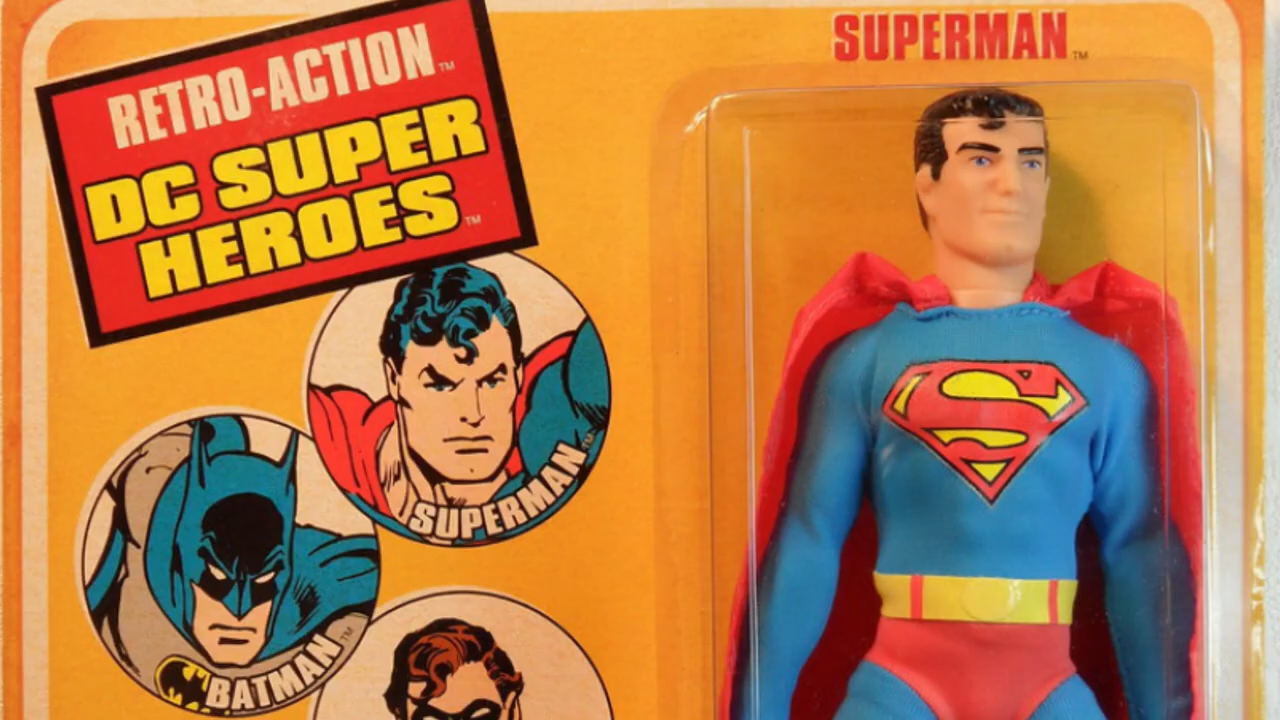 RETRO-ACTION™
DC SUPER
HEROES™
SUPERMAN™
SUPERMAN™
BATMAN™